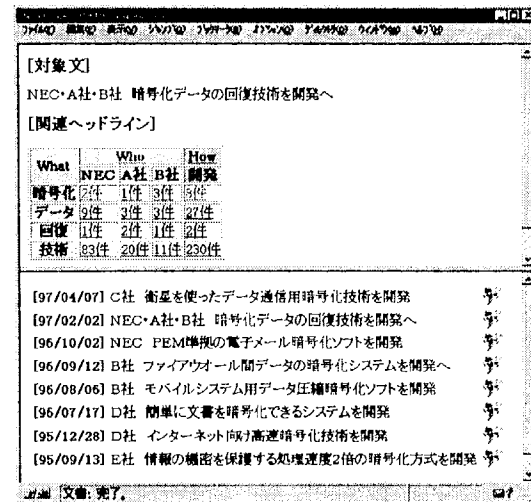 [対象文]
NEC・A社・B社 暗号化データの回復技術を開発へ
[関連ヘッドライン]
What Who How
NEC A社 B社 開発
暗号化 1件 3件
データ 9件 3件 3件 27件
回復 1件 2件 1件 2件
技術 83件 20件 11件 230件
[97/04/07] C社 衛星を使ったデータ通信用暗号化技術を開発
[97/02/02] NEC・A社・B社 暗号化データの回復技術を開発へ
[96/10/02] NEC PEM準拠の電子メール暗号化ソフトを開発
[96/09/12] B社 ファイアウオール間データの暗号化システムを開発へ
[96/08/06] B社 モバイルシステム用データ圧縮暗号化ソフトを開発
[96/07/17] D社 簡単に文書を暗号化できるシステムを開発
[95/12/28] D社 インターネット向け高速暗号化技術を開発
[95/09/13] E社 情報の機密を保護する処理速度2倍の暗号化方式を開発
文書: 完了。